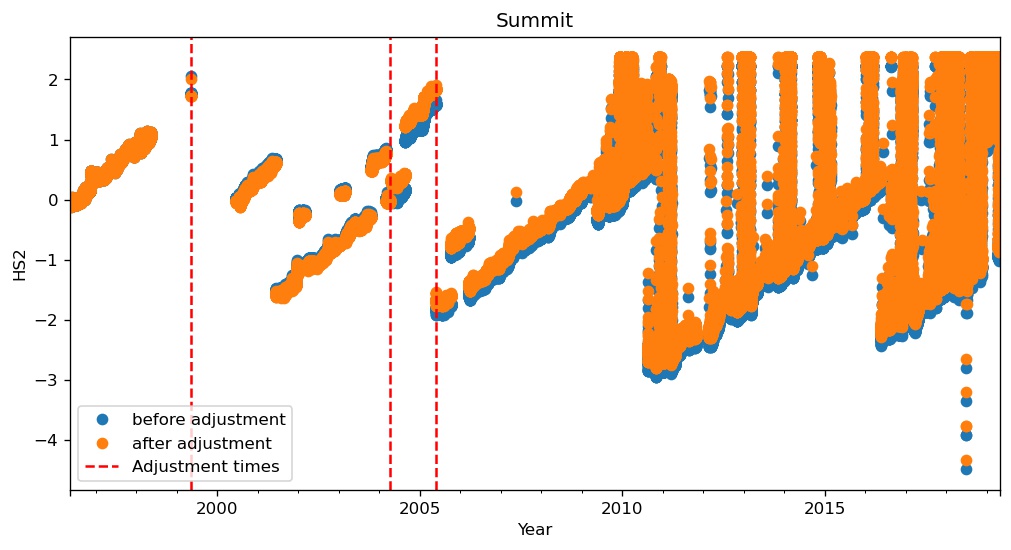 Summit
HS2
2
1
0
−1
−2
−3
−4
before adjustment
after adjustment
Adjustment times
2000 2005 2010 2015
Year